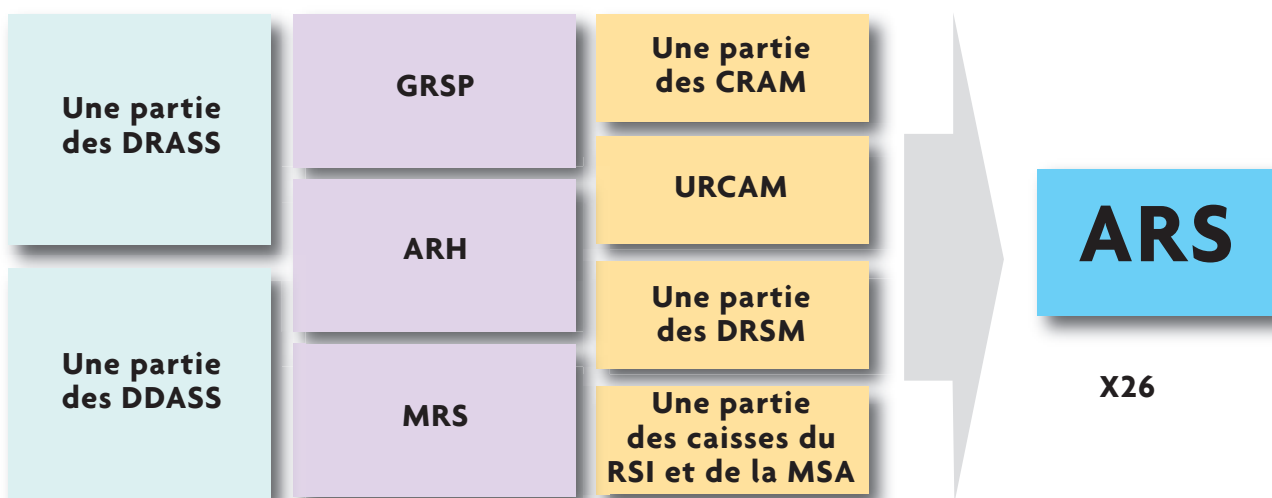 Une partie
des DRASS
Une partie
des DDASS
GRSP
ARH
MRS
Une partie
des CRAM
URCAM
Une partie
des DRSM
Une partie
des caisses du
RSI et de la MSA
ARS
X26